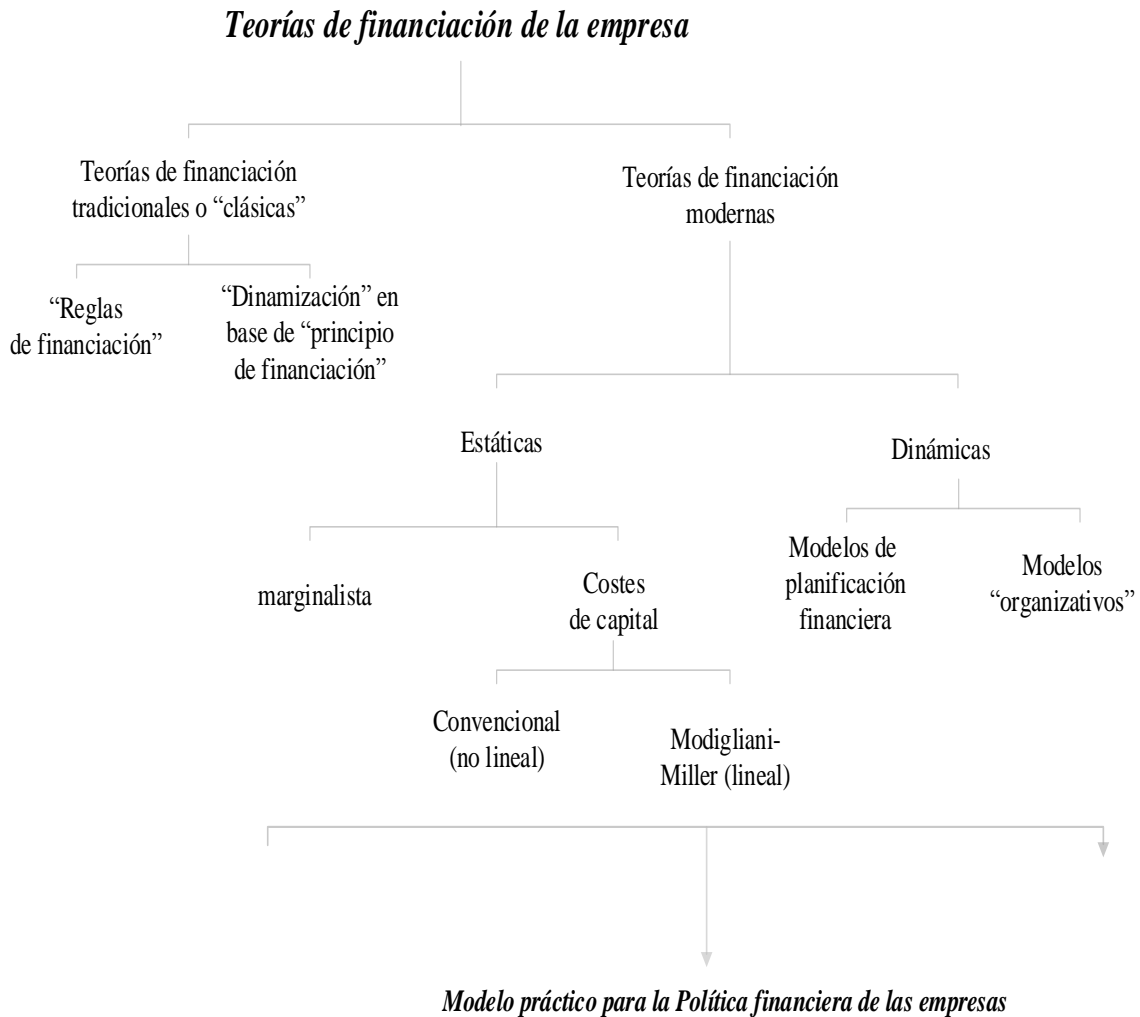 Teorías de financiación de la empresa
Teorías de financiación
tradicionales o “clásicas”
Teorías de financiación
modernas
“Reglas
de financiación”
“Dinamización” en
base de “principio
de financiación”
Estáticas
Dinámicas
marginalista
Costes
de capital
Modelos de
planificación
financiera
Modelos
“organizativos”
Convencional
(no lineal)
Modigliani-
Miller (lineal)
Modelo práctico para la Política financiera de las empresas